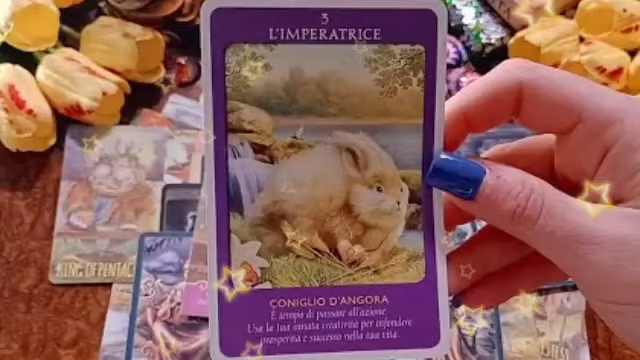 3
L'IMPERATRICE
CONIGLIO D'ANGORA
È tempo di passare all'azione.
Usa la tua innata creatività per infondere
prosperità e successo nella tua vita.
KING OF PENTAC